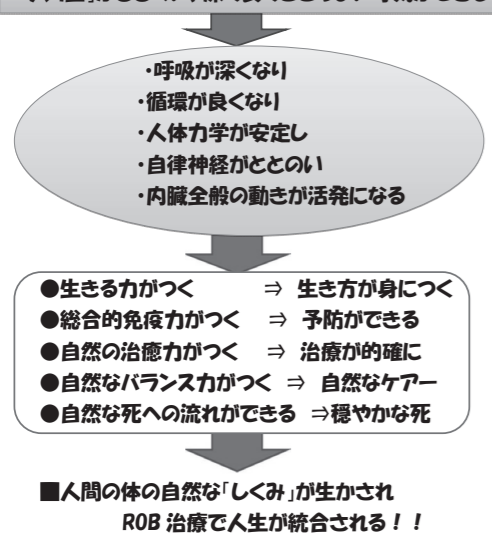 ・呼吸が深くなり
・循環が良くなり
・人体力学が安定し
・自律神経がととのい
・内臓全般の動きが活発になる
●生きる力がつく ⇒ 生き方が身につく
●総合的免疫力がつく ⇒ 予防ができる
●自然の治癒力がつく ⇒ 治療が的確に
●自然なバランス力がつく ⇒ 自然なケアー
●自然な死への流れができる ⇒穏やかな死
■人間の体の自然な「しくみ」が生かされ
ROB 治療で人生が統合される！！